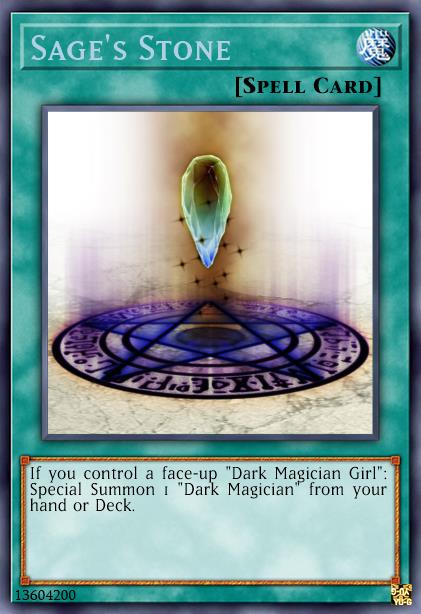 Sage's Stone
[Spell Card]
If you control a face-up "Dark Magician Girl":
Special Summon 1 "Dark Magician" from your
hand or Deck.
13604200